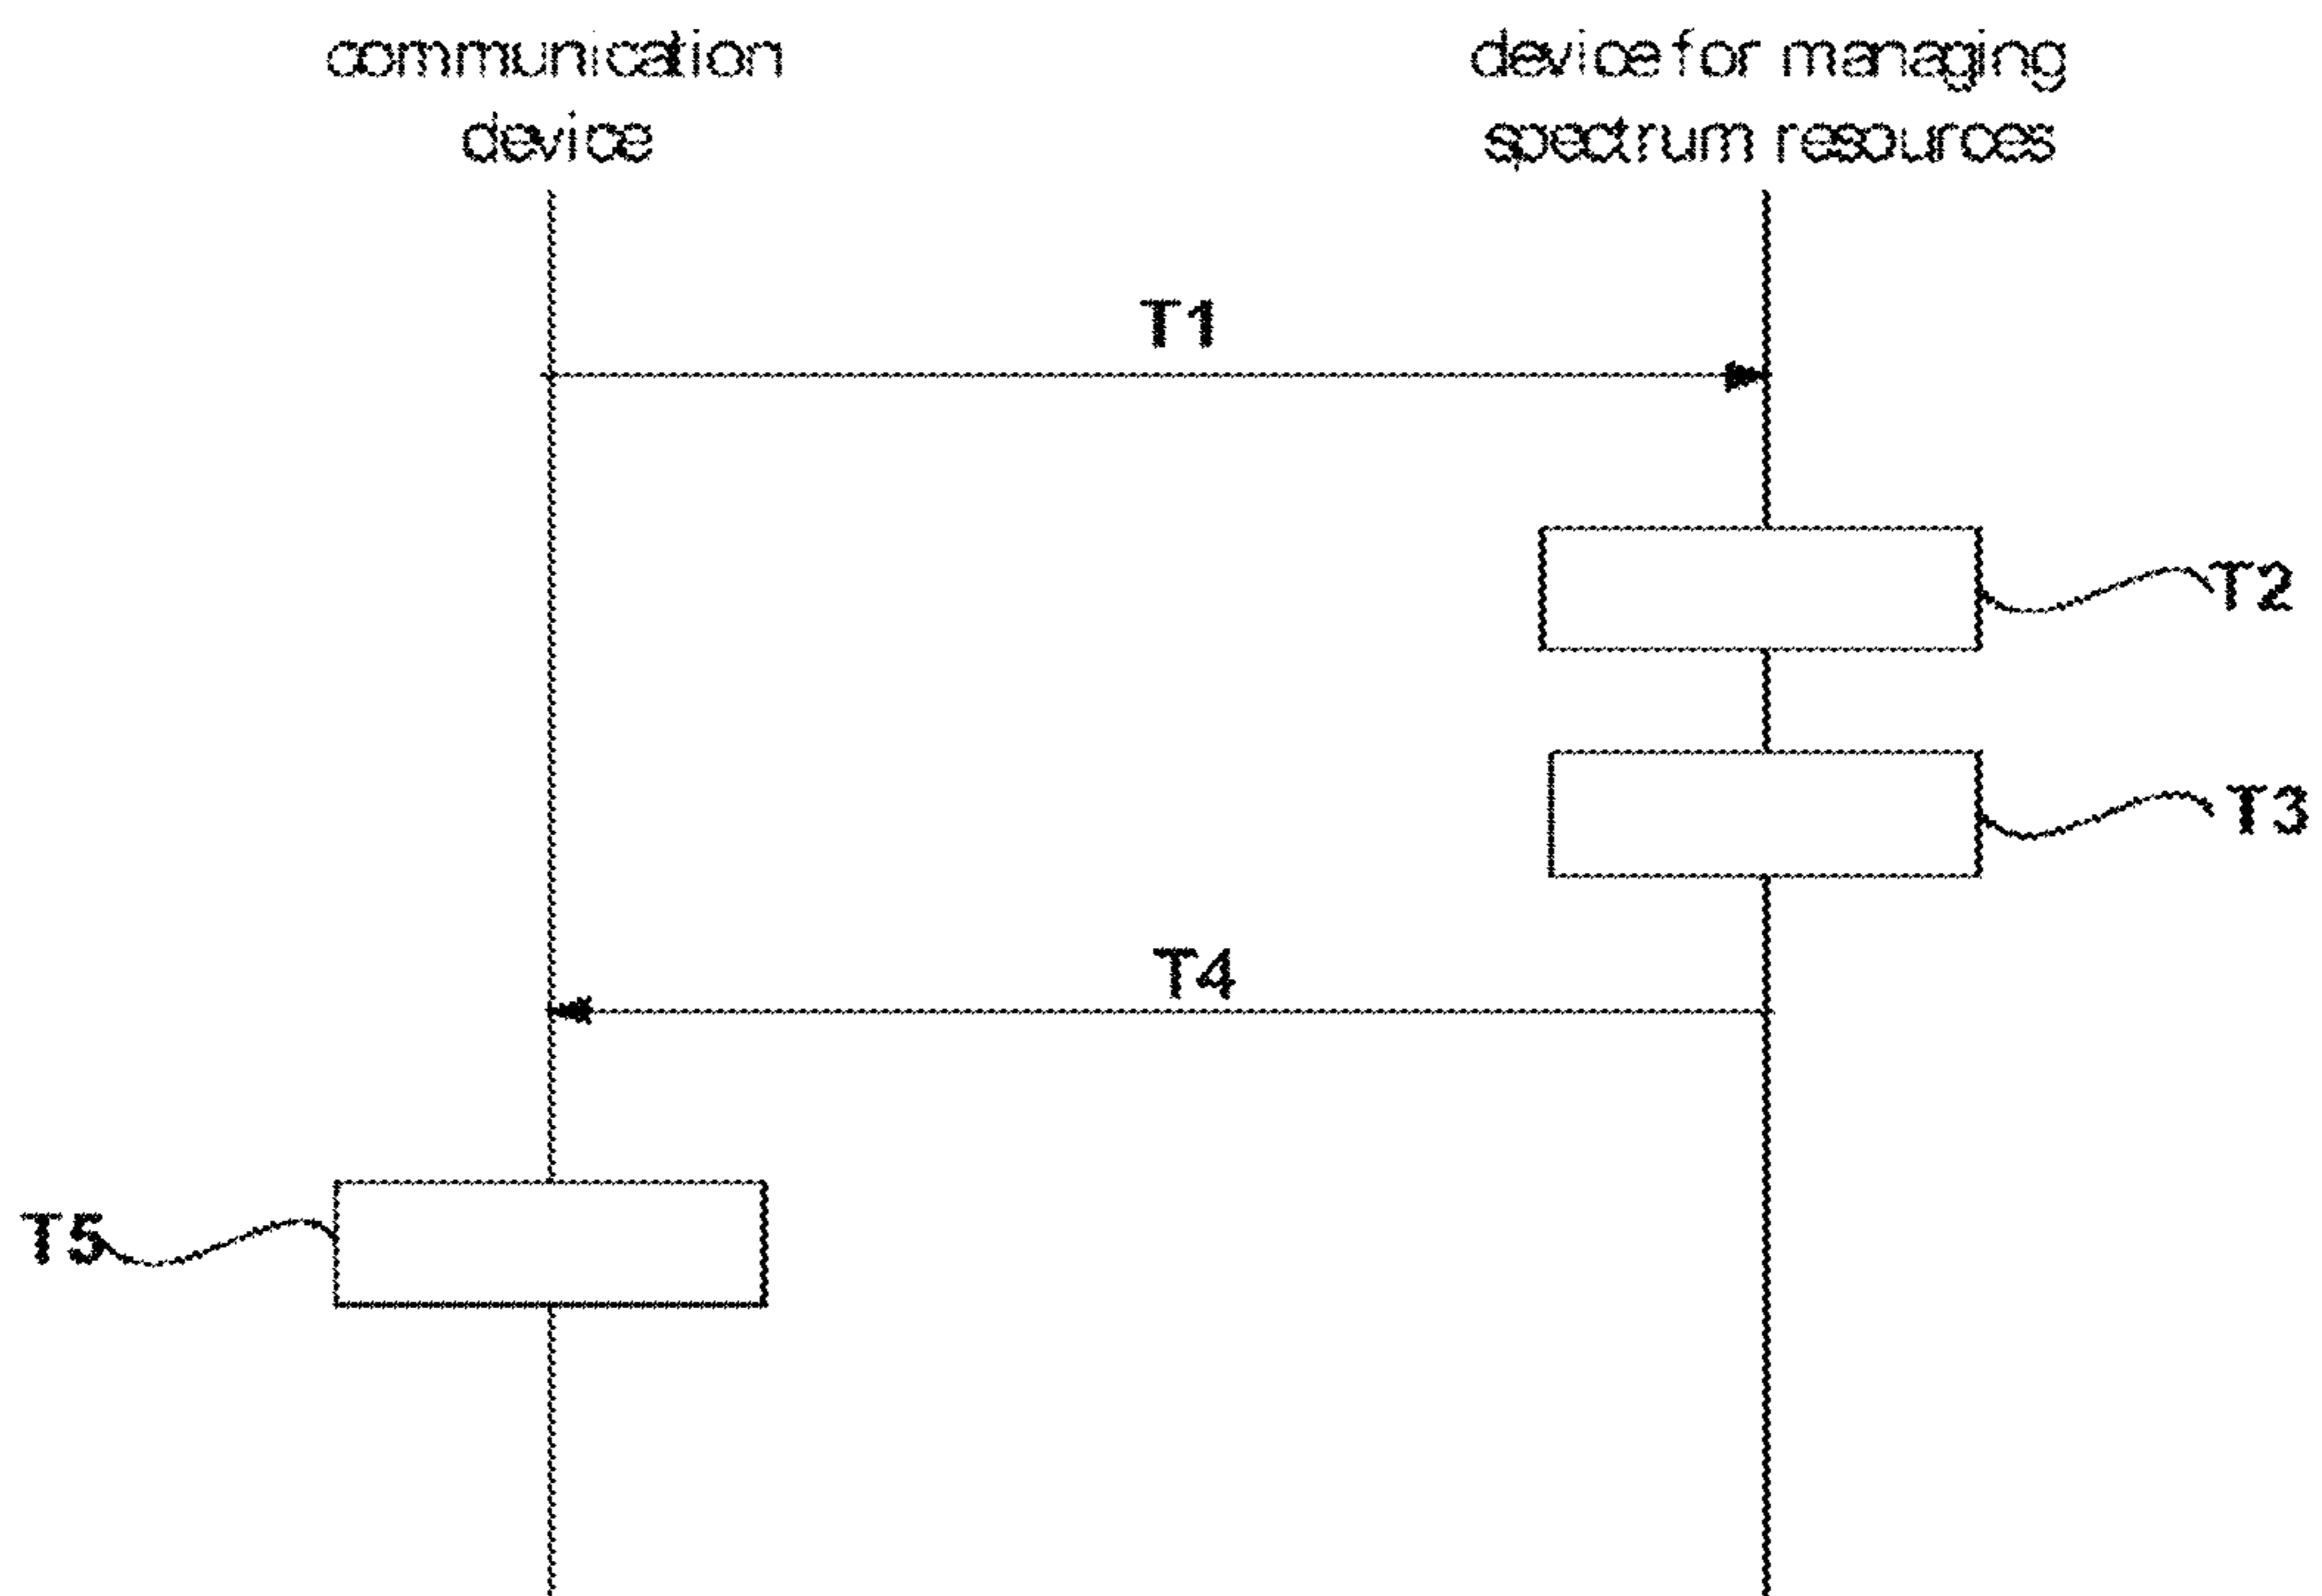 communication
device
device for managing
spectrum resources
T1
T2
T3
T4
T5